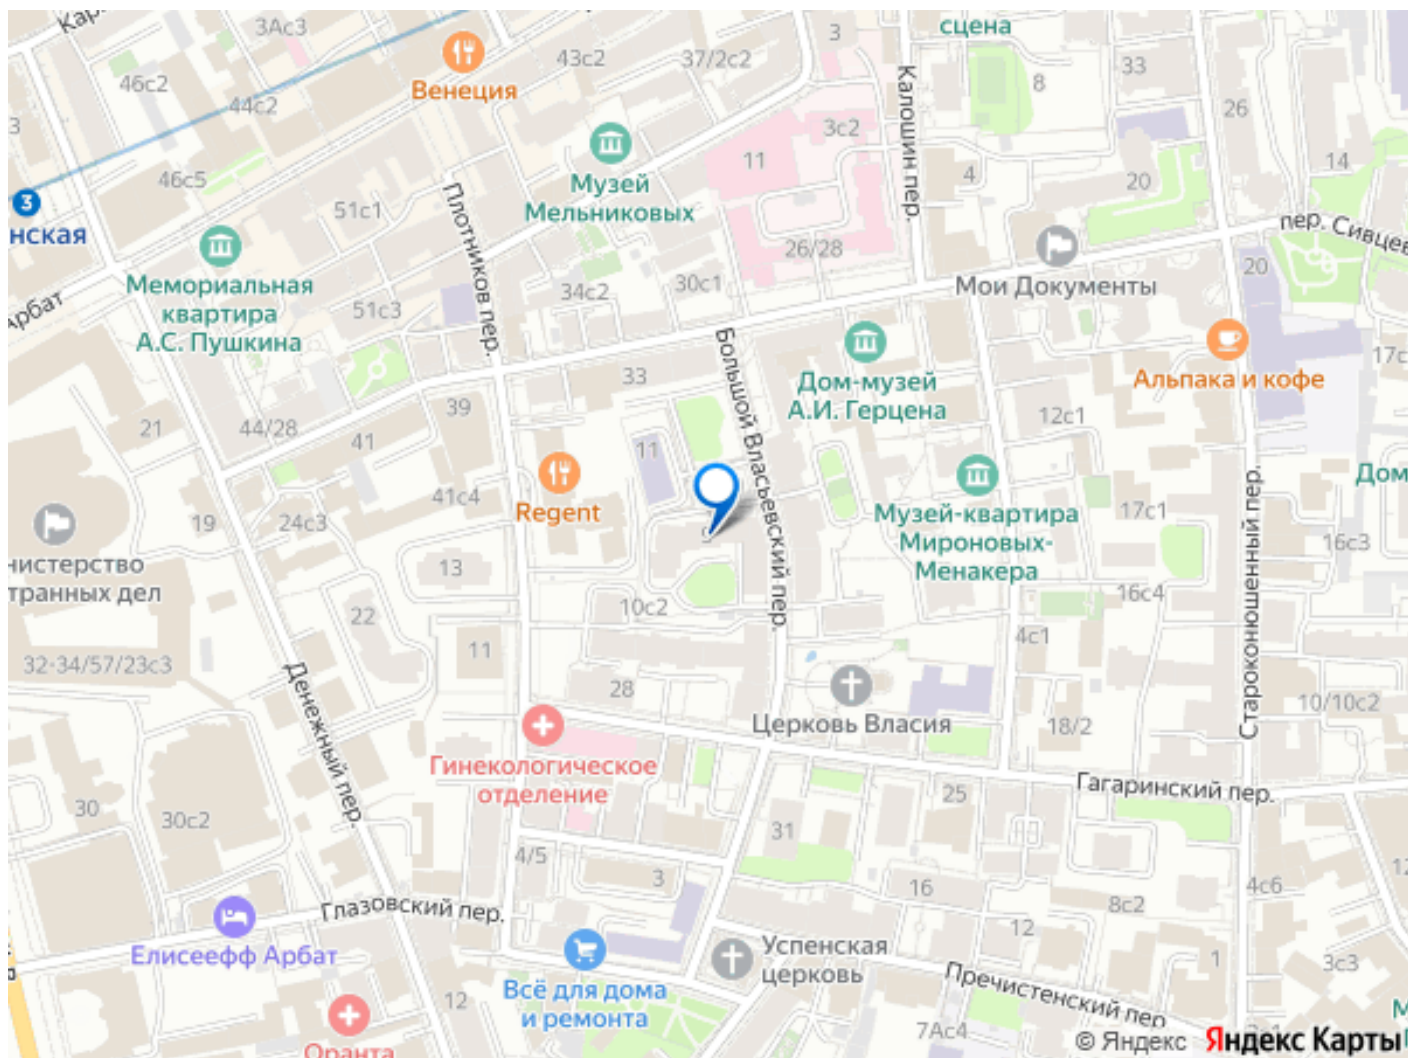 3Ас3
сцена
3
43с2
37/2с2
33
8
46с2
Венеция
44с2
26
3
3с2
Калошин пер.
11
14
Музей
Мельниковых
46с5
4
20
3
51с1
нская
пер. Сивцев
26/28
20
Плотников пер.
Мемориальная
квартира
А.С. Пушкина
34с2
30с1
Мои Документы
Арбат
51с3
Большой Власьевский пер.
17с
Дом-музей
А.И. Герцена
Альпака и кофе
33
39
12с1
21
44/28
41
11
Дом
41с4
Regent
Музей-квартира
Мироновых-
Менакера
17с1
19
24с3
16с3
нистерство
транных дел
13
Староконюшенный пер.
16с4
22
10с2
4с1
11
32-34/57/23с3
28
Денежный пер.
10/10с2
Церковь Власия
18/2
Гинекологическое
отделение
Гагаринский пер.
30
30с2
25
31
4/5
3
12
16
4с6
8с2
Глазовский пер.
12
Елисеефф Арбат
Успенская
церковь
1
3с3
Пречистенский пер
Всё для дома
и ремонта
12
7Ас4
Оранта
© Яндекс
Яндекс Карты